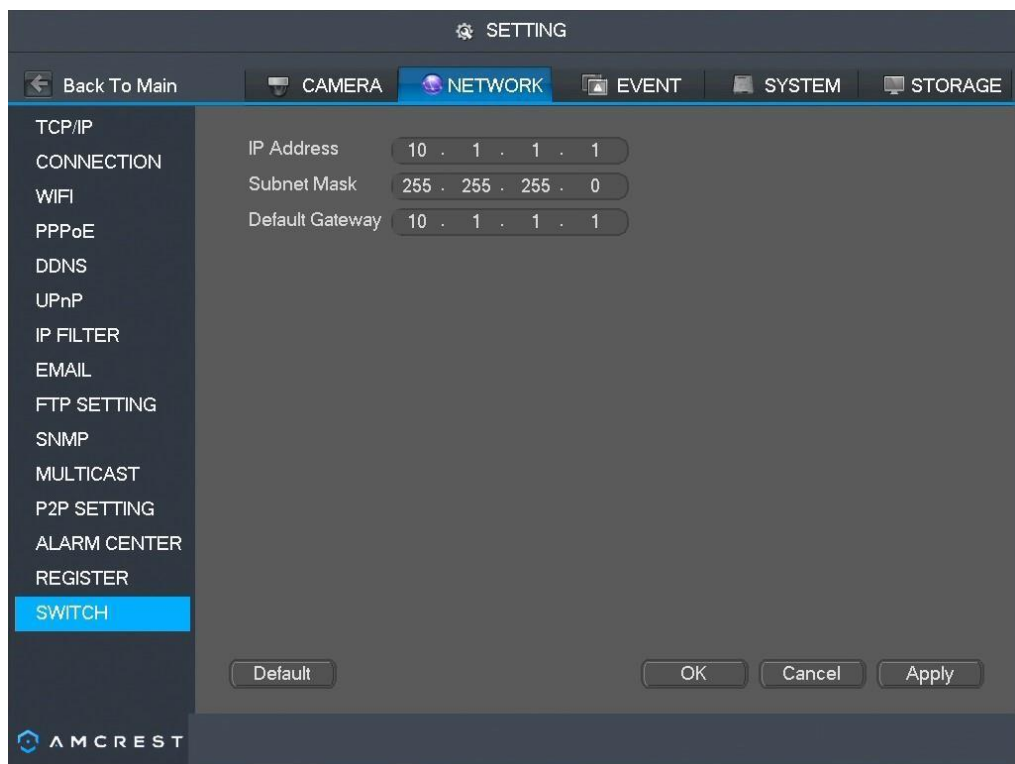 SETTING
Back To Main CAMERA NETWORK EVENT SYSTEM STORAGE
TCP/IP
CONNECTION
WIFI
PPPoE
DDNS
UPnP
IP FILTER
EMAIL
FTP SETTING
SNMP
MULTICAST
P2P SETTING
ALARM CENTER
REGISTER
SWITCH
IP Address 10 . 1 . 1 . 1
Subnet Mask 255 . 255 . 255 . 0
Default Gateway 10 . 1 . 1 . 1
Default OK Cancel Apply
AMCREST